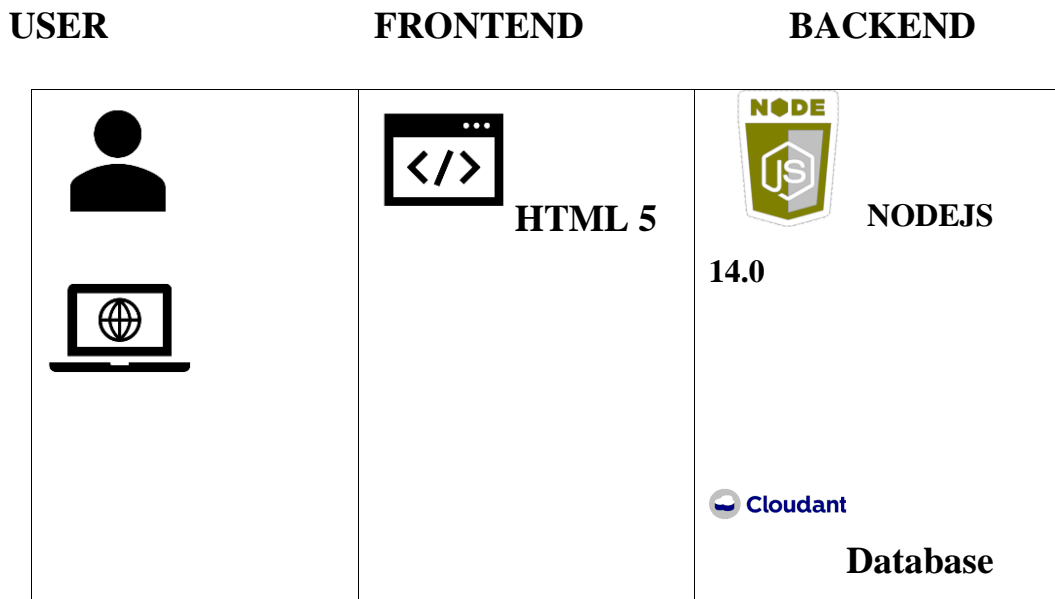 USER FRONTEND BACKEND
</>
HTML 5
NODE
JS
NODEJS
14.0
Cloudant
Database